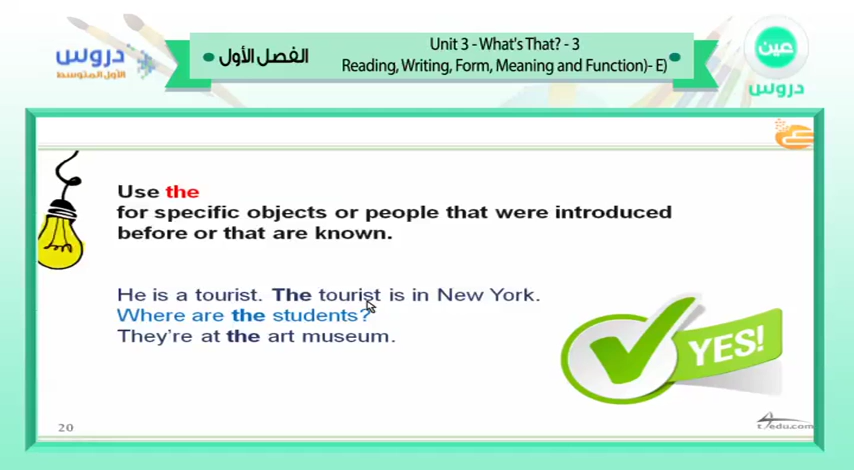 دروس
الأول المتوسط
الفصل الأول
Unit 3 - What's That? - 3
Reading, Writing, Form, Meaning and Function)- E)
عين
دروس
Use the
for specific objects or people that were introduced
before or that are known.
He is a tourist. The tourist is in New York.
Where are the students?
They're at the art museum.
YES!
20
t4edu.com